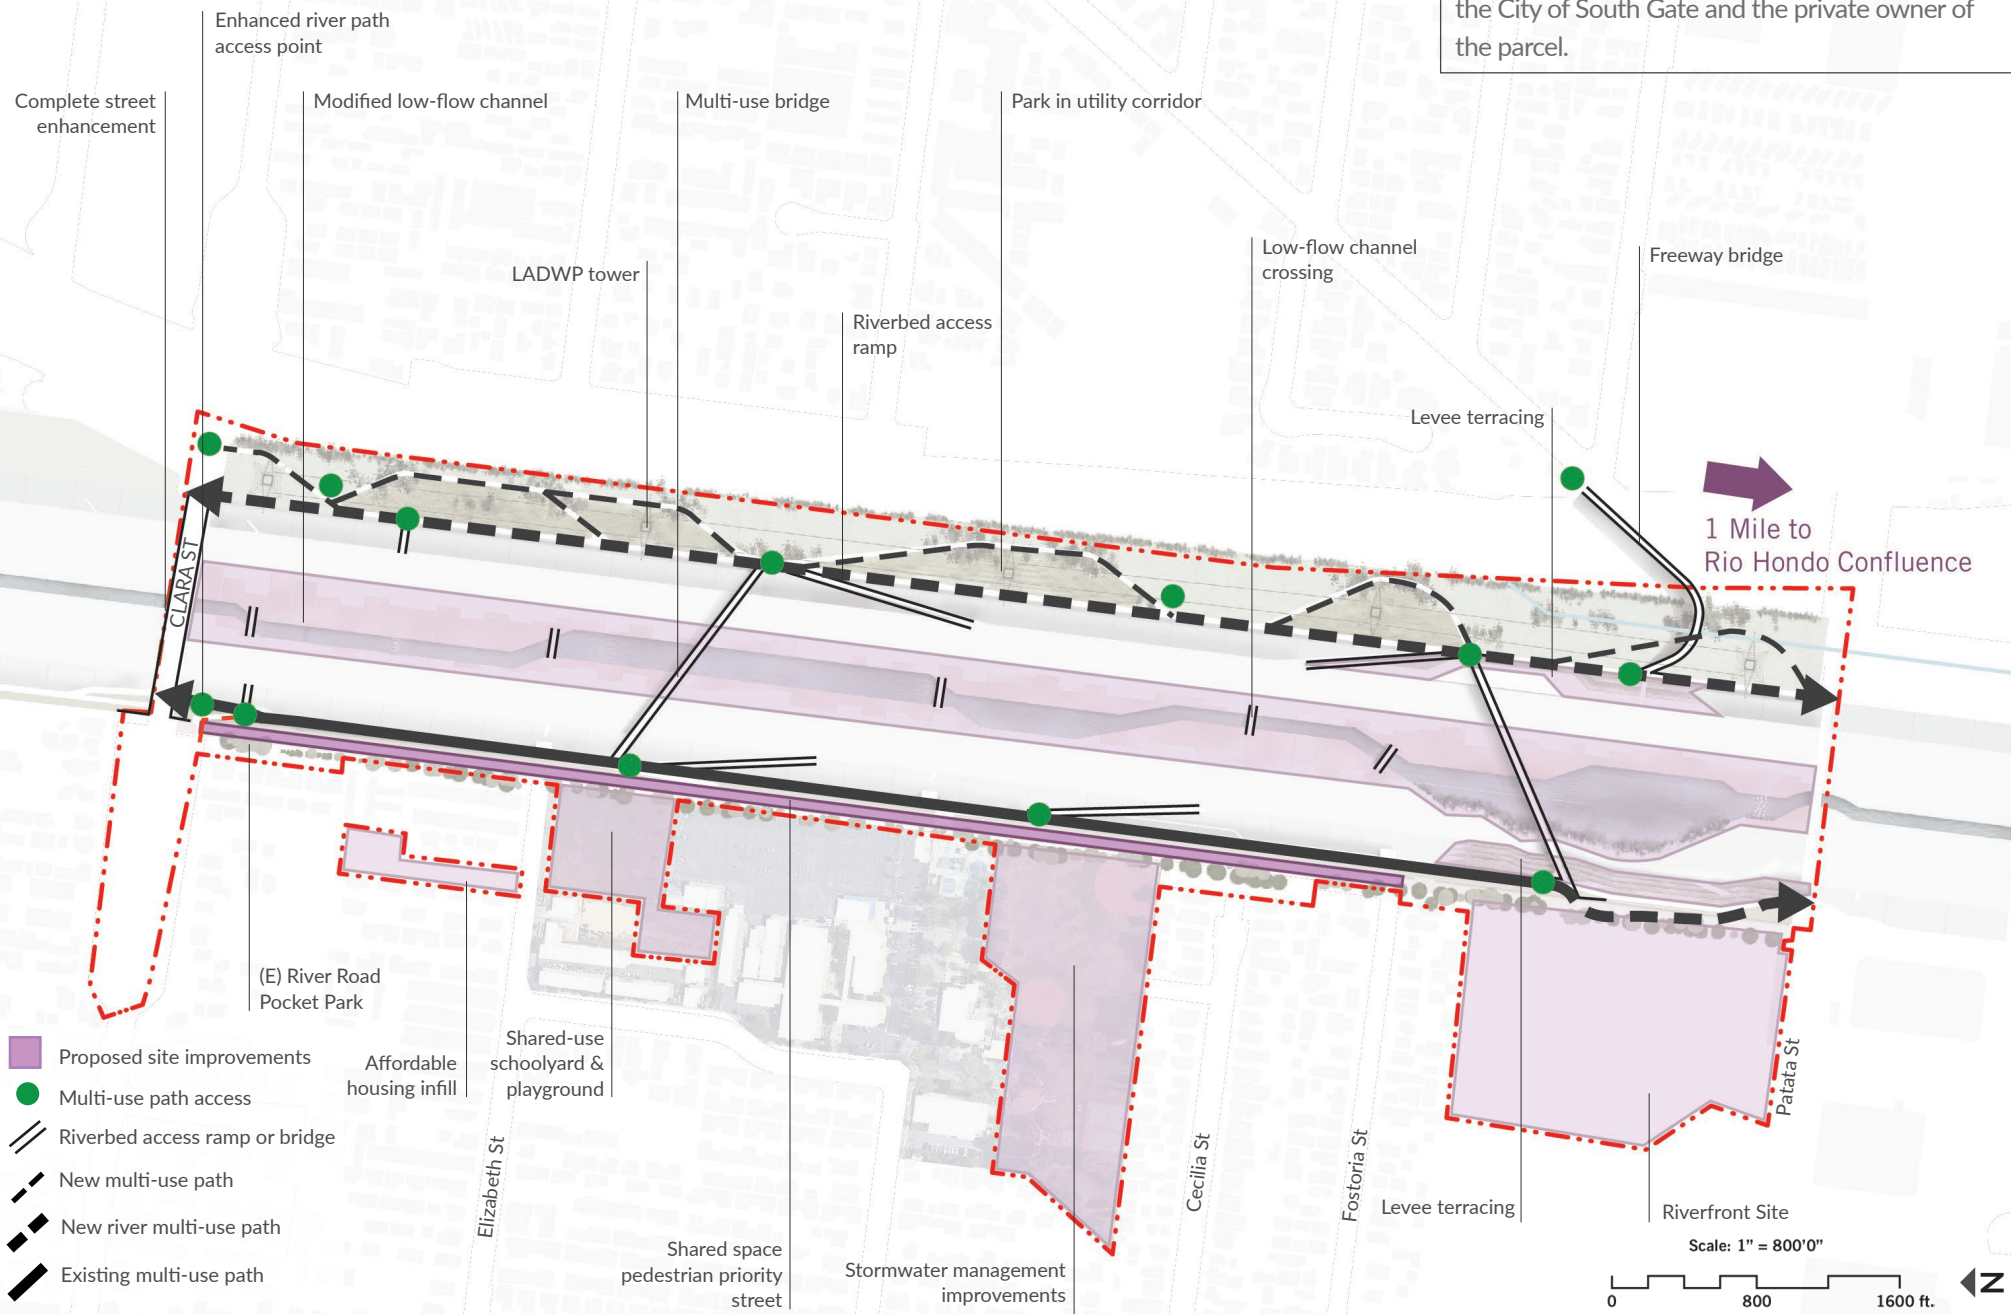 the City of South Gate and the private owner of
the parcel.
Enhanced river path
access point
Complete street
enhancement
Modified low-flow channel
Multi-use bridge
Park in utility corridor
LADWP tower
Riverbed access
ramp
Low-flow channel
crossing
Freeway bridge
Levee terracing
1 Mile to
Rio Hondo Confluence
CLARA ST
(E) River Road
Pocket Park
Affordable
housing infill
Shared-use
schoolyard &
playground
Elizabeth St
Shared space
pedestrian priority
street
Stormwater management
improvements
Cecilia St
Fostoria St
Levee terracing
Riverfront Site
Patata St
Proposed site improvements
Multi-use path access
Riverbed access ramp or bridge
New multi-use path
New river multi-use path
Existing multi-use path
Scale: 1” = 800’0”
0 800 1600 ft.
N